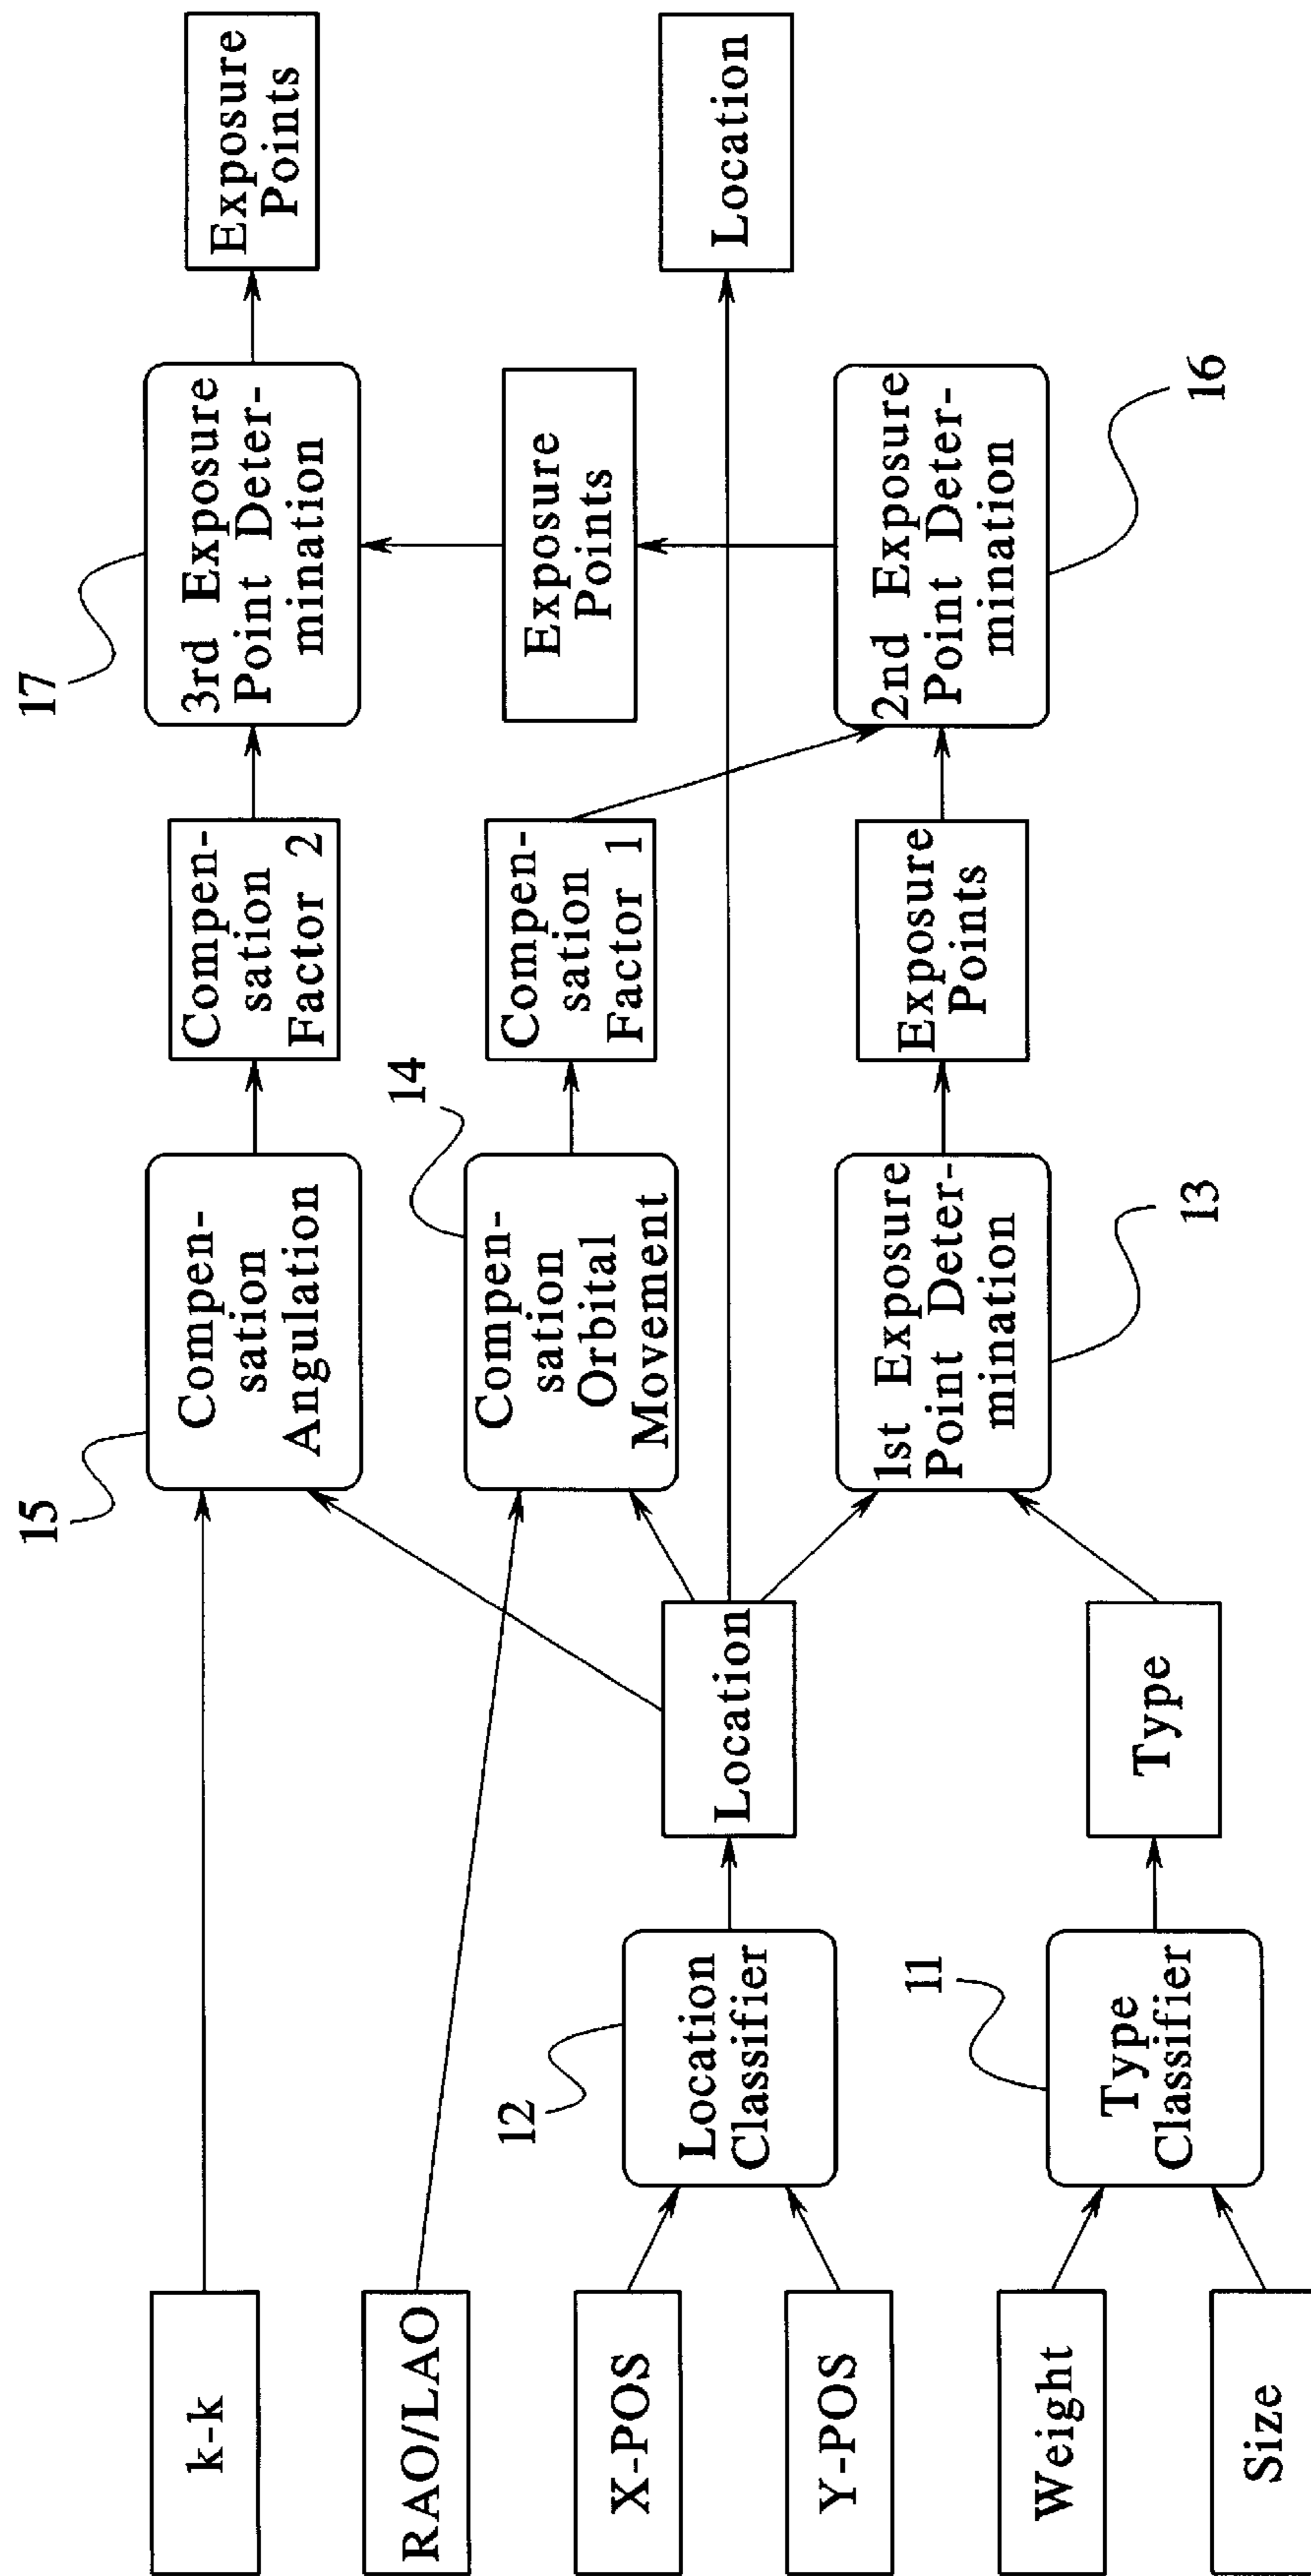 k-k
RAO/LAO
X-POS
Y-POS
Weight
Size
12
Location
Classifier
11
Type
Classifier
Location
Type
15
Compen-
sation
Angulation
14
Compen-
sation
Orbital
Movement
13
1st Exposure
Point Deter-
mination
Compen-
sation
Factor 2
Compen-
sation
Factor 1
Exposure
Points
17
3rd Exposure
Point Deter-
mination
Exposure
Points
16
2nd Exposure
Point Deter-
mination
Exposure
Points
Location